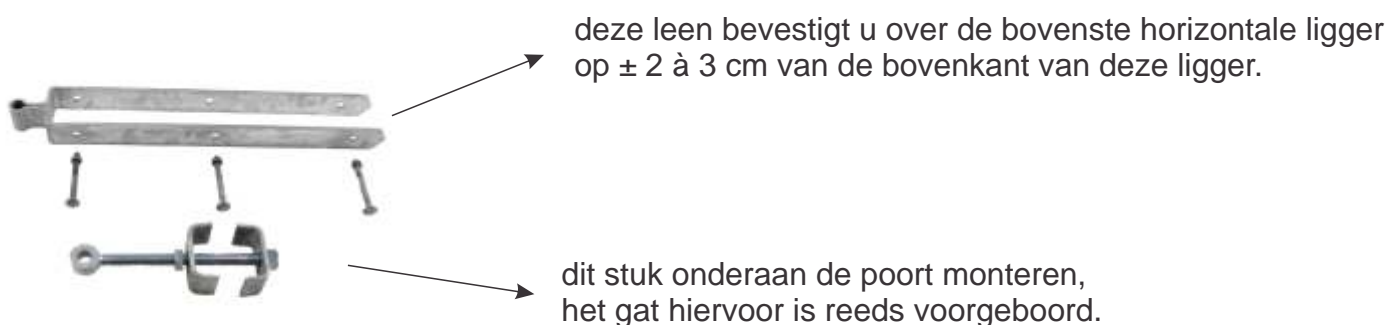 deze leen bevestigt u over de bovenste horizontale ligger
op ± 2 à 3 cm van de bovenkant van deze ligger.
dit stuk onderaan de poort monteren,
het gat hiervoor is reeds voorgeboord.